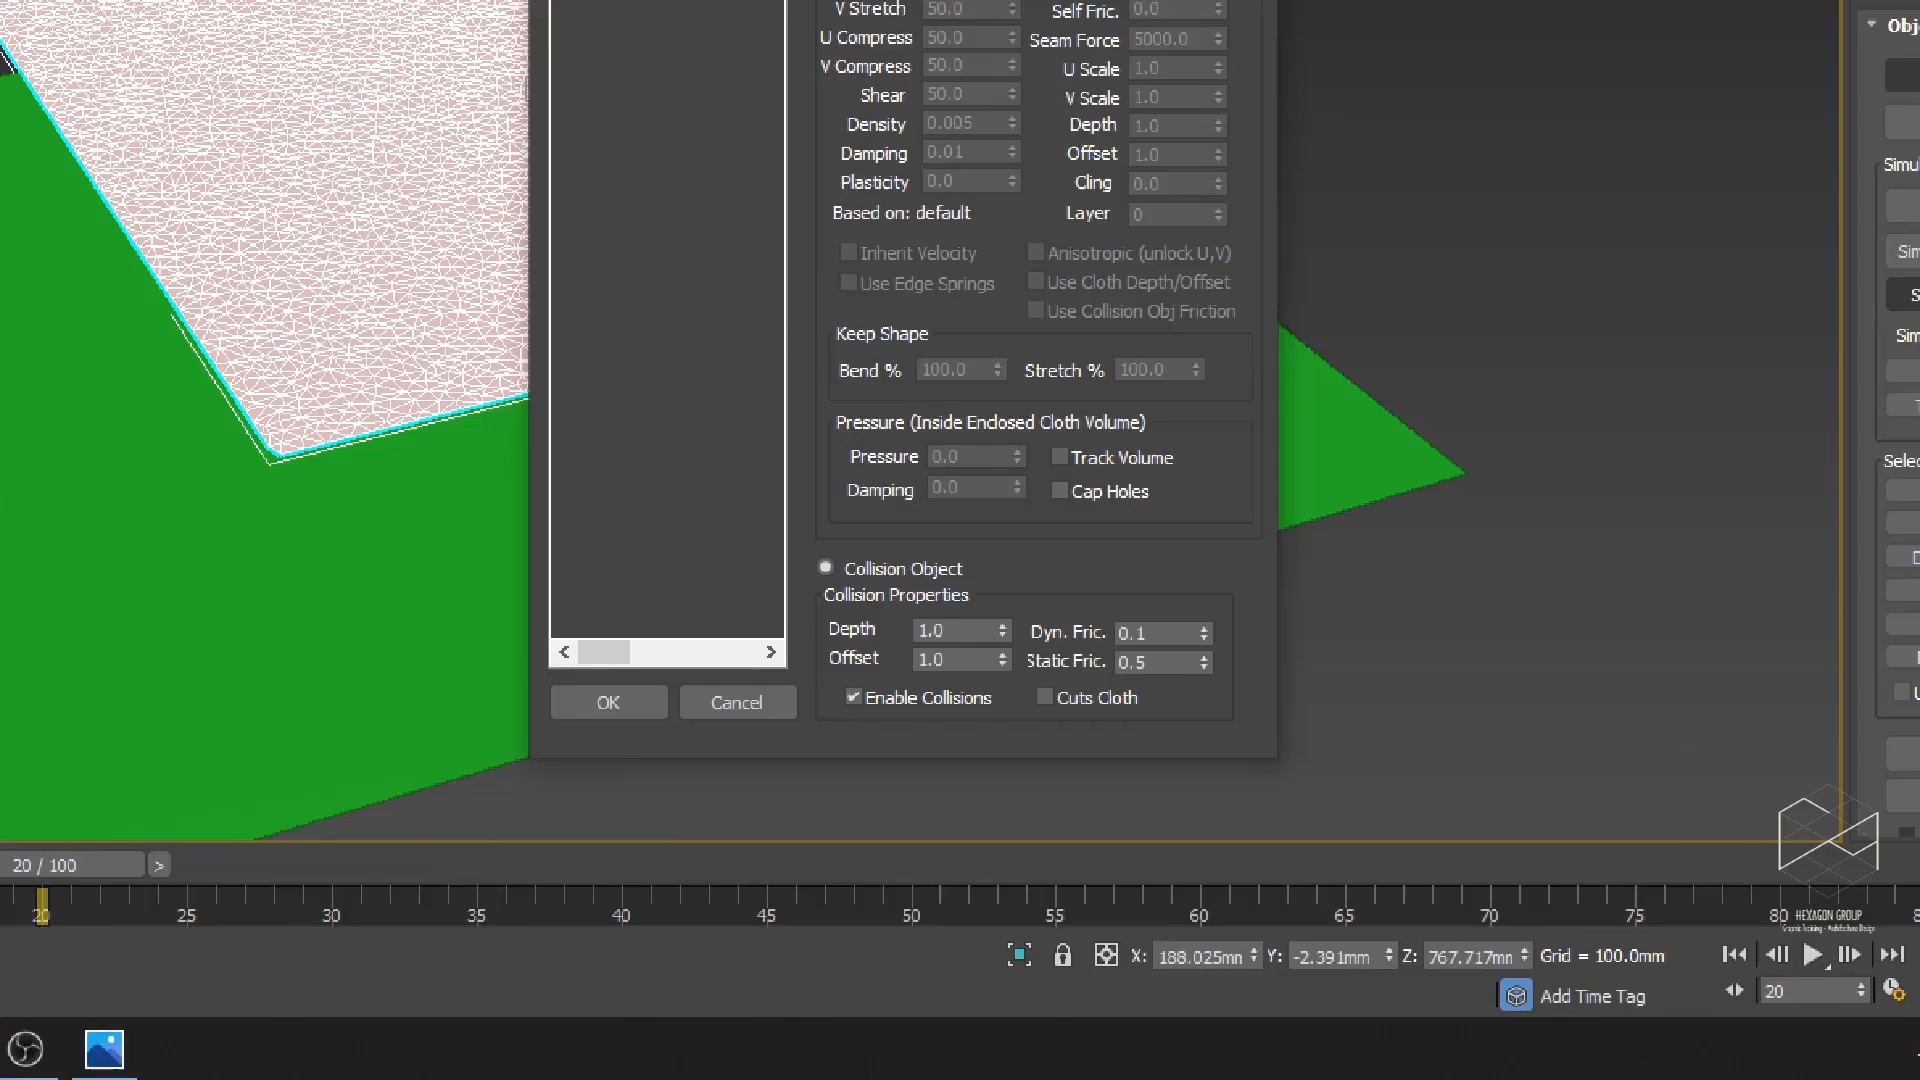 V Stretch 50.0 Self Fric. 0.0
U Compress 50.0 Seam Force 5000.0
V Compress 50.0 U Scale 1.0
Shear 50.0 V Scale 1.0
Density 0.005 Depth 1.0
Damping 0.01 Offset 1.0
Plasticity 0.0 Cling 0.0
Based on: default Layer 0
Inherit Velocity Anisotropic (unlock U,V)
Use Edge Springs Use Cloth Depth/Offset
Use Collision Obj Friction
Keep Shape
Bend % 100.0 Stretch % 100.0
Pressure (Inside Enclosed Cloth Volume)
Pressure 0.0 Track Volume
Damping 0.0 Cap Holes
Collision Object
Collision Properties
Depth 1.0 Dyn. Fric. 0.1
Offset 1.0 Static Fric. 0.5
Enable Collisions Cuts Cloth
OK Cancel
Obj
Simu
Sim
S
Sim
Selec
20 / 100 >
20 25 30 35 40 45 50 55 60 65 70 75 80
HEXAGON GROUP
Graphic Training - Architecture Design
X: 188.025mm Y: -2.391mm Z: 767.717mm Grid = 100.0mm
Add Time Tag 20